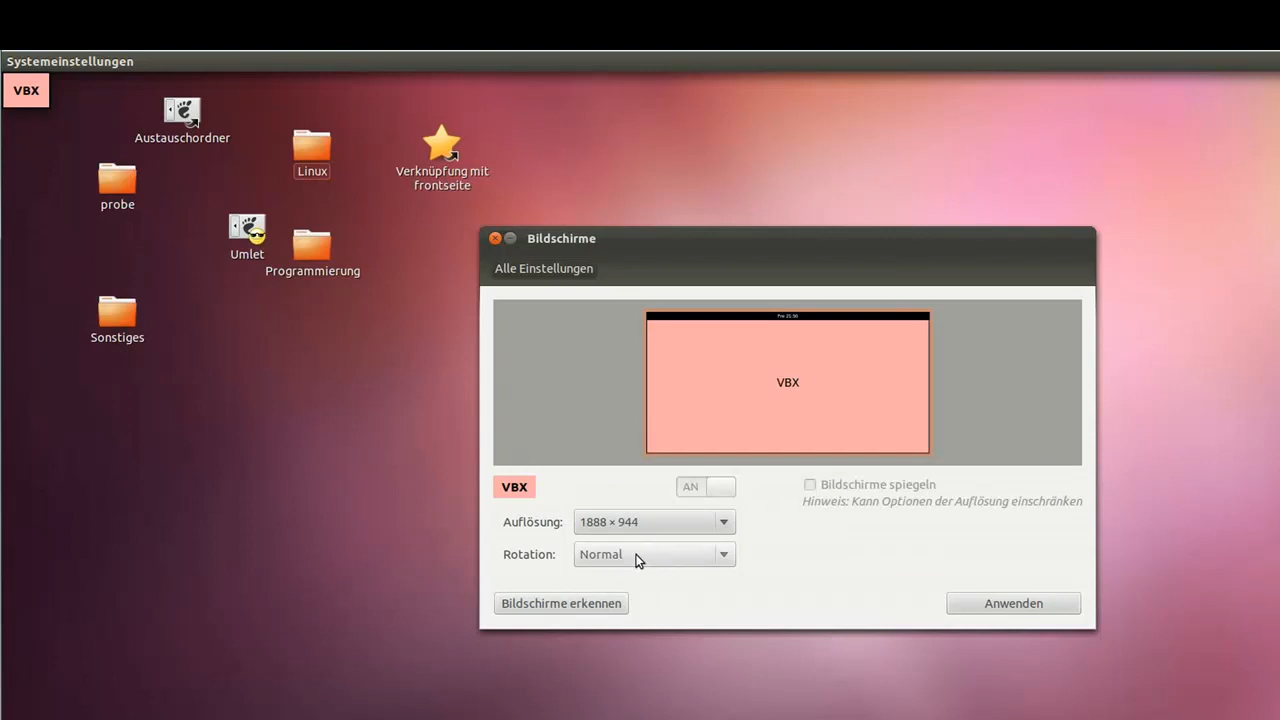 Systemeinstellungen
VBX
Austauschordner
Linux
Verknüpfung mit
frontseite
probe
Umlet
Programmierung
Sonstiges
Bildschirme
Alle Einstellungen
VBX
VBX
AN
Bildschirme spiegeln
Hinweis: Kann Optionen der Auflösung einschränken
Auflösung:
1888 × 944
Rotation:
Normal
Bildschirme erkennen
Anwenden